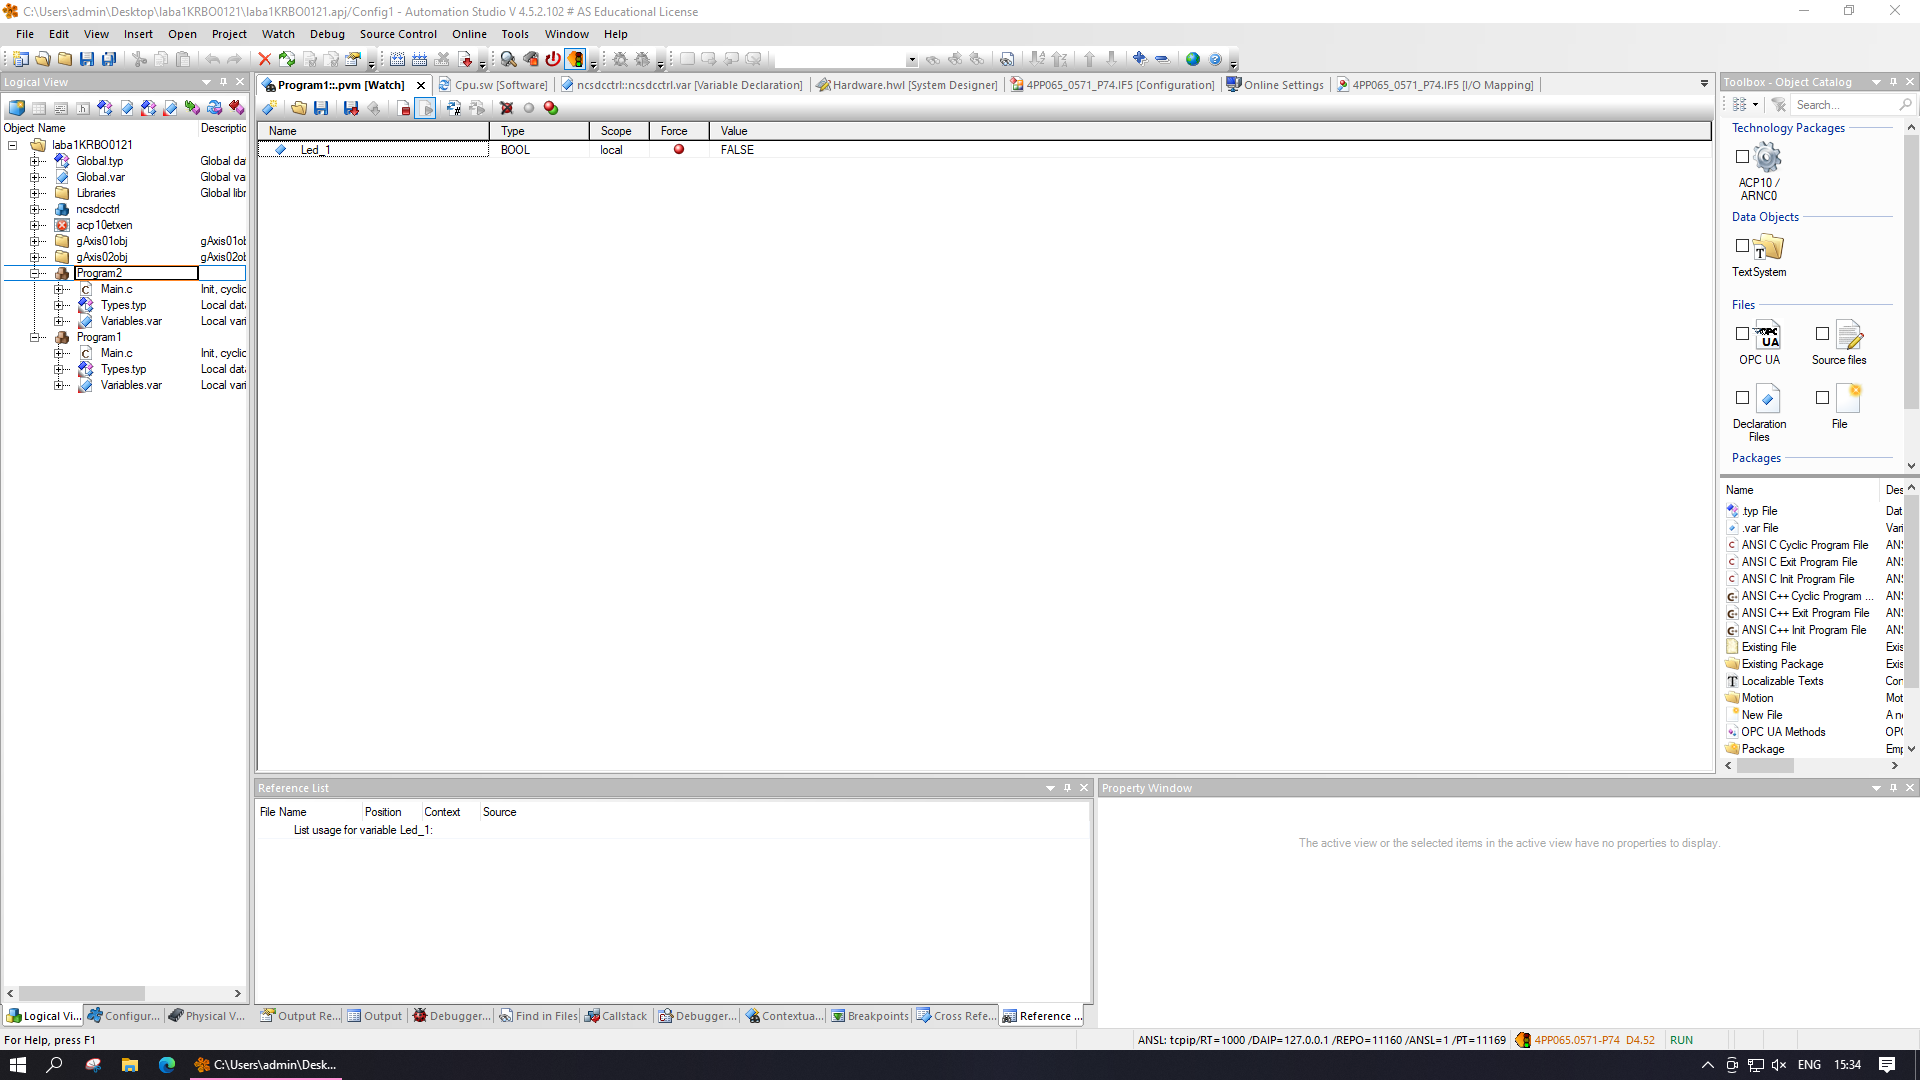 C:\Users\admin\Desktop\laba1KRBO0121\laba1KRBO0121.apj/Config1 - Automation Studio V 4.5.2.102 # AS Educational License
File Edit View Insert Open Project Watch Debug Source Control Online Tools Window Help
Logical View
Object Name Descriptic
laba1KRBO0121
Global.typ Global da
Global.var Global va
Libraries Global libr
ncsdcctrl
acp10etxen
gAxis01obj gAxis01ob
gAxis02obj gAxis02ob
Program2
Main.c Init, cyclic
Types.typ Local dat
Variables.var Local vari
Program1
Main.c Init, cyclic
Types.typ Local dat
Variables.var Local vari
Program1::.pvm [Watch] Cpu.sw [Software] ncsdcctrl::ncsdcctrl.var [Variable Declaration] Hardware.hwl [System Designer] 4PP065_0571_P74.IF5 [Configuration] Online Settings 4PP065_0571_P74.IF5 [I/O Mapping]
Name Type Scope Force Value
Led_1 BOOL local FALSE
Toolbox - Object Catalog
Search...
Technology Packages
ACP10 /
ARNC0
Data Objects
TextSystem
Files
OPC UA Source files
Declaration
Files
File
Packages
Name Des
.typ File Dat
.var File Vari
ANSI C Cyclic Program File AN
ANSI C Exit Program File AN
ANSI C Init Program File AN
ANSI C++ Cyclic Program ... AN
ANSI C++ Exit Program File AN
ANSI C++ Init Program File AN
Existing File Exis
Existing Package Exis
Localizable Texts Con
Motion Mot
New File A ne
OPC UA Methods OPC
Package Emp
Reference List
File Name Position Context Source
List usage for variable Led_1:
Property Window
The active view or the selected items in the active view have no properties to display.
Logical Vi... Configur... Physical V...
Output Re... Output Debugger... Find in Files Callstack Debugger... Contextua... Breakpoints Cross Refe... Reference ...
For Help, press F1
ANSL: tcpip/RT=1000 /DAIP=127.0.0.1 /REPO=11160 /ANSL=1 /PT=11169 4PP065.0571-P74 D4.52 RUN
C:\Users\admin\Desk...
ENG 15:34